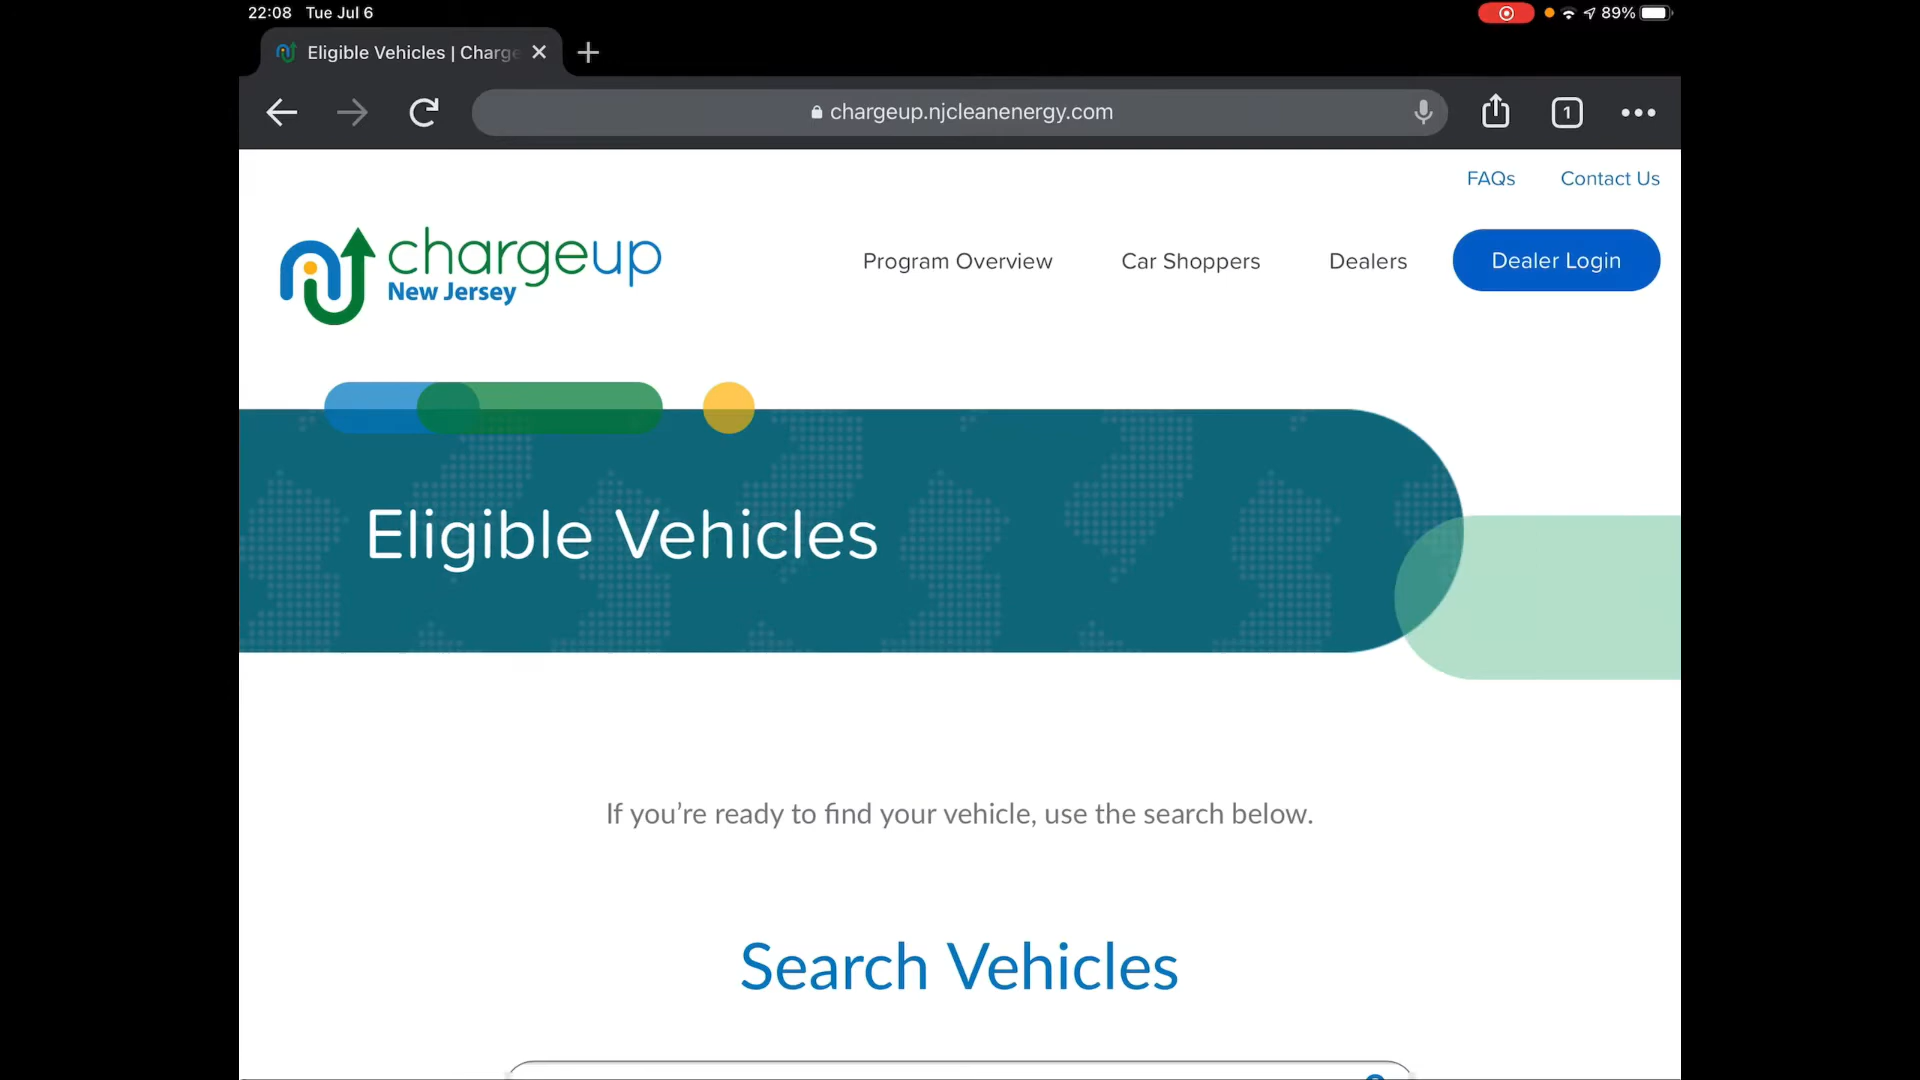 22:08 Tue Jul 6
89%
Eligible Vehicles | Charge
chargeup.njcleanenergy.com
1
FAQs Contact Us
chargeup
New Jersey
Program Overview Car Shoppers Dealers Dealer Login
Eligible Vehicles
If you’re ready to find your vehicle, use the search below.
Search Vehicles